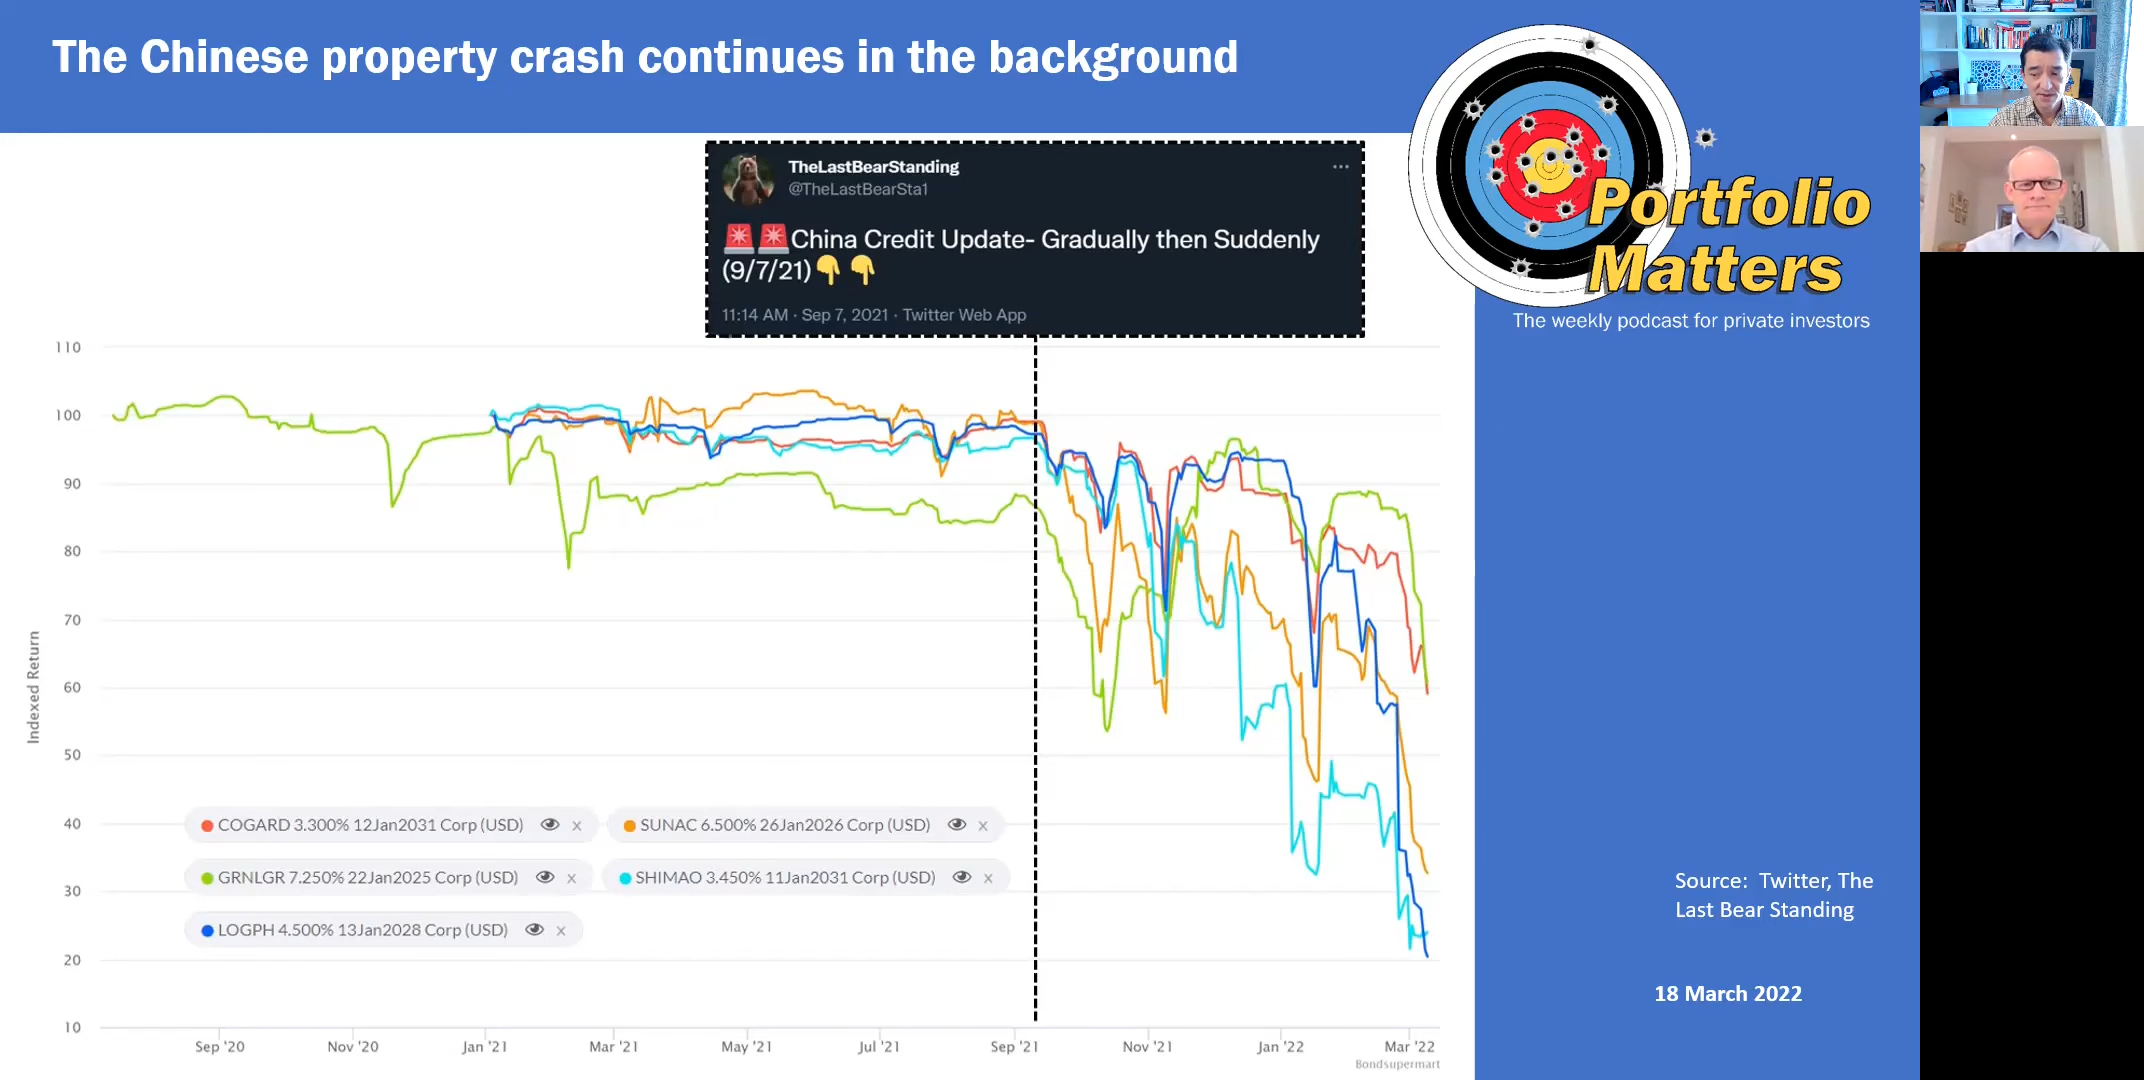 The Chinese property crash continues in the background
TheLastBearStanding
@TheLastBearSta1
🚨🚨China Credit Update- Gradually then Suddenly
(9/7/21)👇👇
11:14 AM · Sep 7, 2021 · Twitter Web App
Portfolio
Matters
The weekly podcast for private investors
110
100
90
80
70
60
50
40
30
20
10
Indexed Return
COGARD 3.300% 12Jan2031 Corp (USD) x
SUNAC 6.500% 26Jan2026 Corp (USD) x
GRNLGR 7.250% 22Jan2025 Corp (USD) x
SHIMAO 3.450% 11Jan2031 Corp (USD) x
LOGPH 4.500% 13Jan2028 Corp (USD) x
Sep '20 Nov '20 Jan '21 Mar '21 May '21 Jul '21 Sep '21 Nov '21 Jan '22 Mar '22
Bondsupermart
Source: Twitter, The
Last Bear Standing
18 March 2022